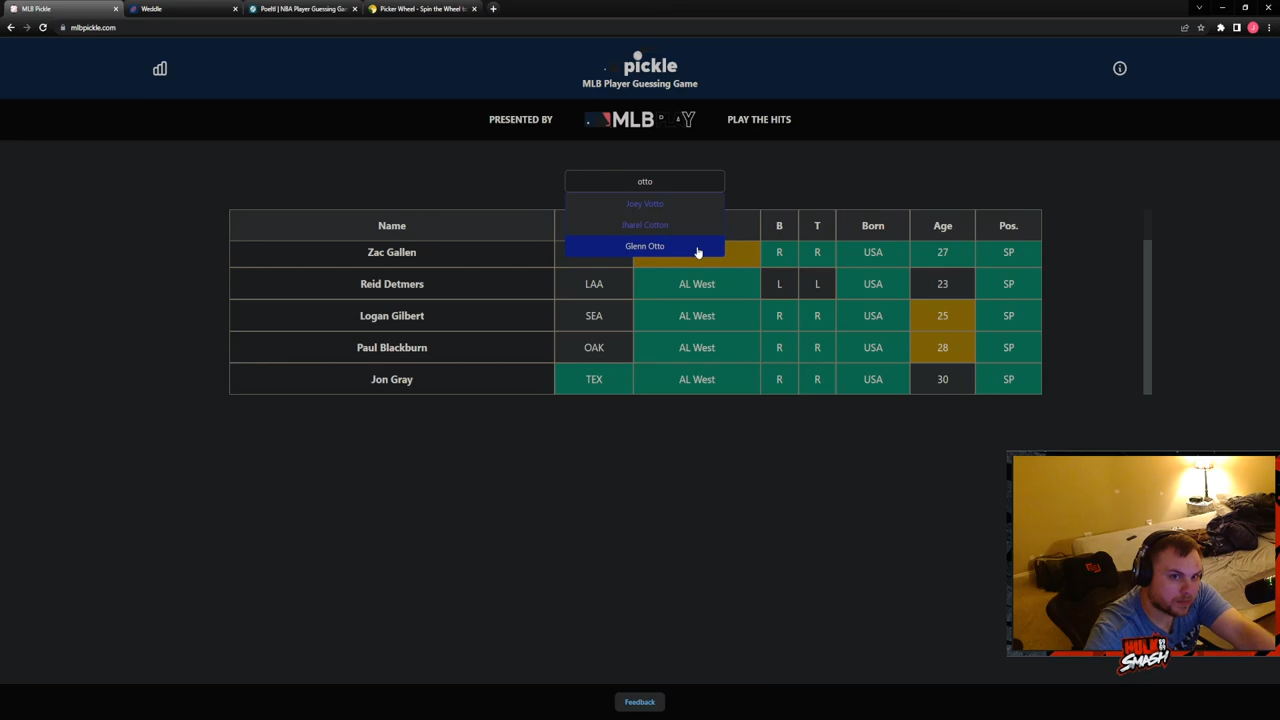 MLB Pickle
Weddle
Poeltl | NBA Player Guessing Ga
Picker Wheel - Spin the Wheel to
mlbpickle.com
pickle
MLB Player Guessing Game
PRESENTED BY
MLB PLAY
PLAY THE HITS
otto
Joey Votto
Jharel Cotton
Glenn Otto
Name B T Born Age Pos.
Zac Gallen R R USA 27 SP
Reid Detmers LAA AL West L L USA 23 SP
Logan Gilbert SEA AL West R R USA 25 SP
Paul Blackburn OAK AL West R R USA 28 SP
Jon Gray TEX AL West R R USA 30 SP
HULK
SMASH
Feedback